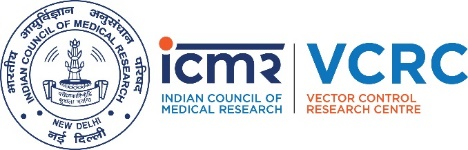 भारतीय आयुर्विज्ञान अनुसंधान परिषद
INDIAN COUNCIL OF MEDICAL RESEARCH
NEW DELHI
नई दिल्ली
icmr
INDIAN COUNCIL OF
MEDICAL RESEARCH
VCRC
VECTOR CONTROL
RESEARCH CENTRE